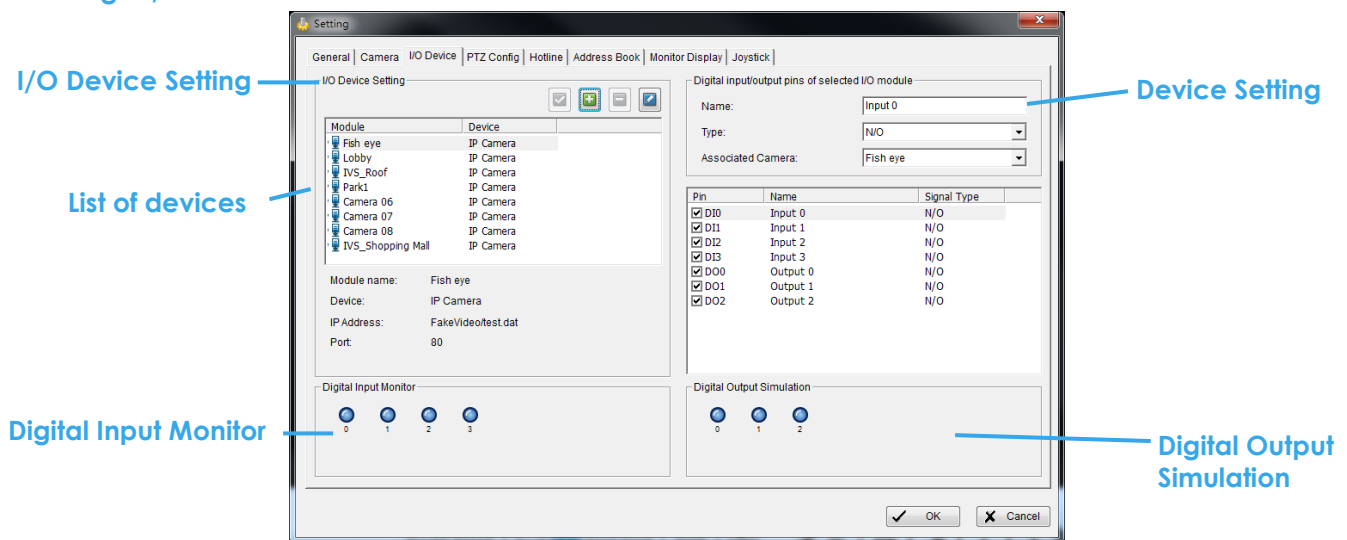 Setting
General Camera I/O Device PTZ Config Hotline Address Book Monitor Display Joystick
I/O Device Setting
I/O Device Setting
Module Device
Fish eye IP Camera
Lobby IP Camera
IVS_Roof IP Camera
Park1 IP Camera
Camera 06 IP Camera
Camera 07 IP Camera
Camera 08 IP Camera
IVS_Shopping Mall IP Camera
List of devices
Module name: Fish eye
Device: IP Camera
IP Address: FakeVideo/test.dat
Port: 80
Digital input/output pins of selected I/O module
Name: Input 0
Type: N/O
Associated Camera: Fish eye
Device Setting
Pin Name Signal Type
DI0 Input 0 N/O
DI1 Input 1 N/O
DI2 Input 2 N/O
DI3 Input 3 N/O
DO0 Output 0 N/O
DO1 Output 1 N/O
DO2 Output 2 N/O
Digital Input Monitor
0 1 2 3
Digital Input Monitor
Digital Output Simulation
0 1 2
Digital Output
Simulation
OK Cancel